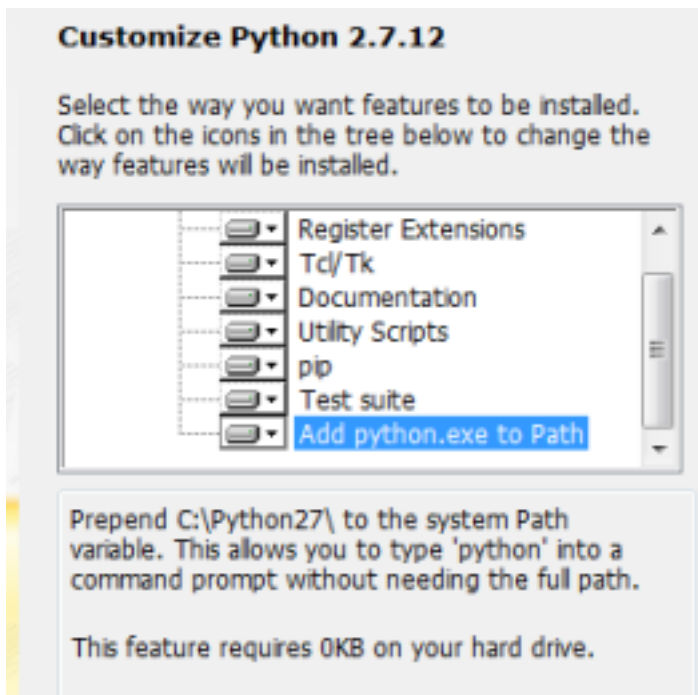 Customize Python 2.7.12
Select the way you want features to be installed.
Click on the icons in the tree below to change the
way features will be installed.
Register Extensions
Tcl/Tk
Documentation
Utility Scripts
pip
Test suite
Add python.exe to Path
Prepend C:\Python27\ to the system Path
variable. This allows you to type 'python' into a
command prompt without needing the full path.
This feature requires 0KB on your hard drive.